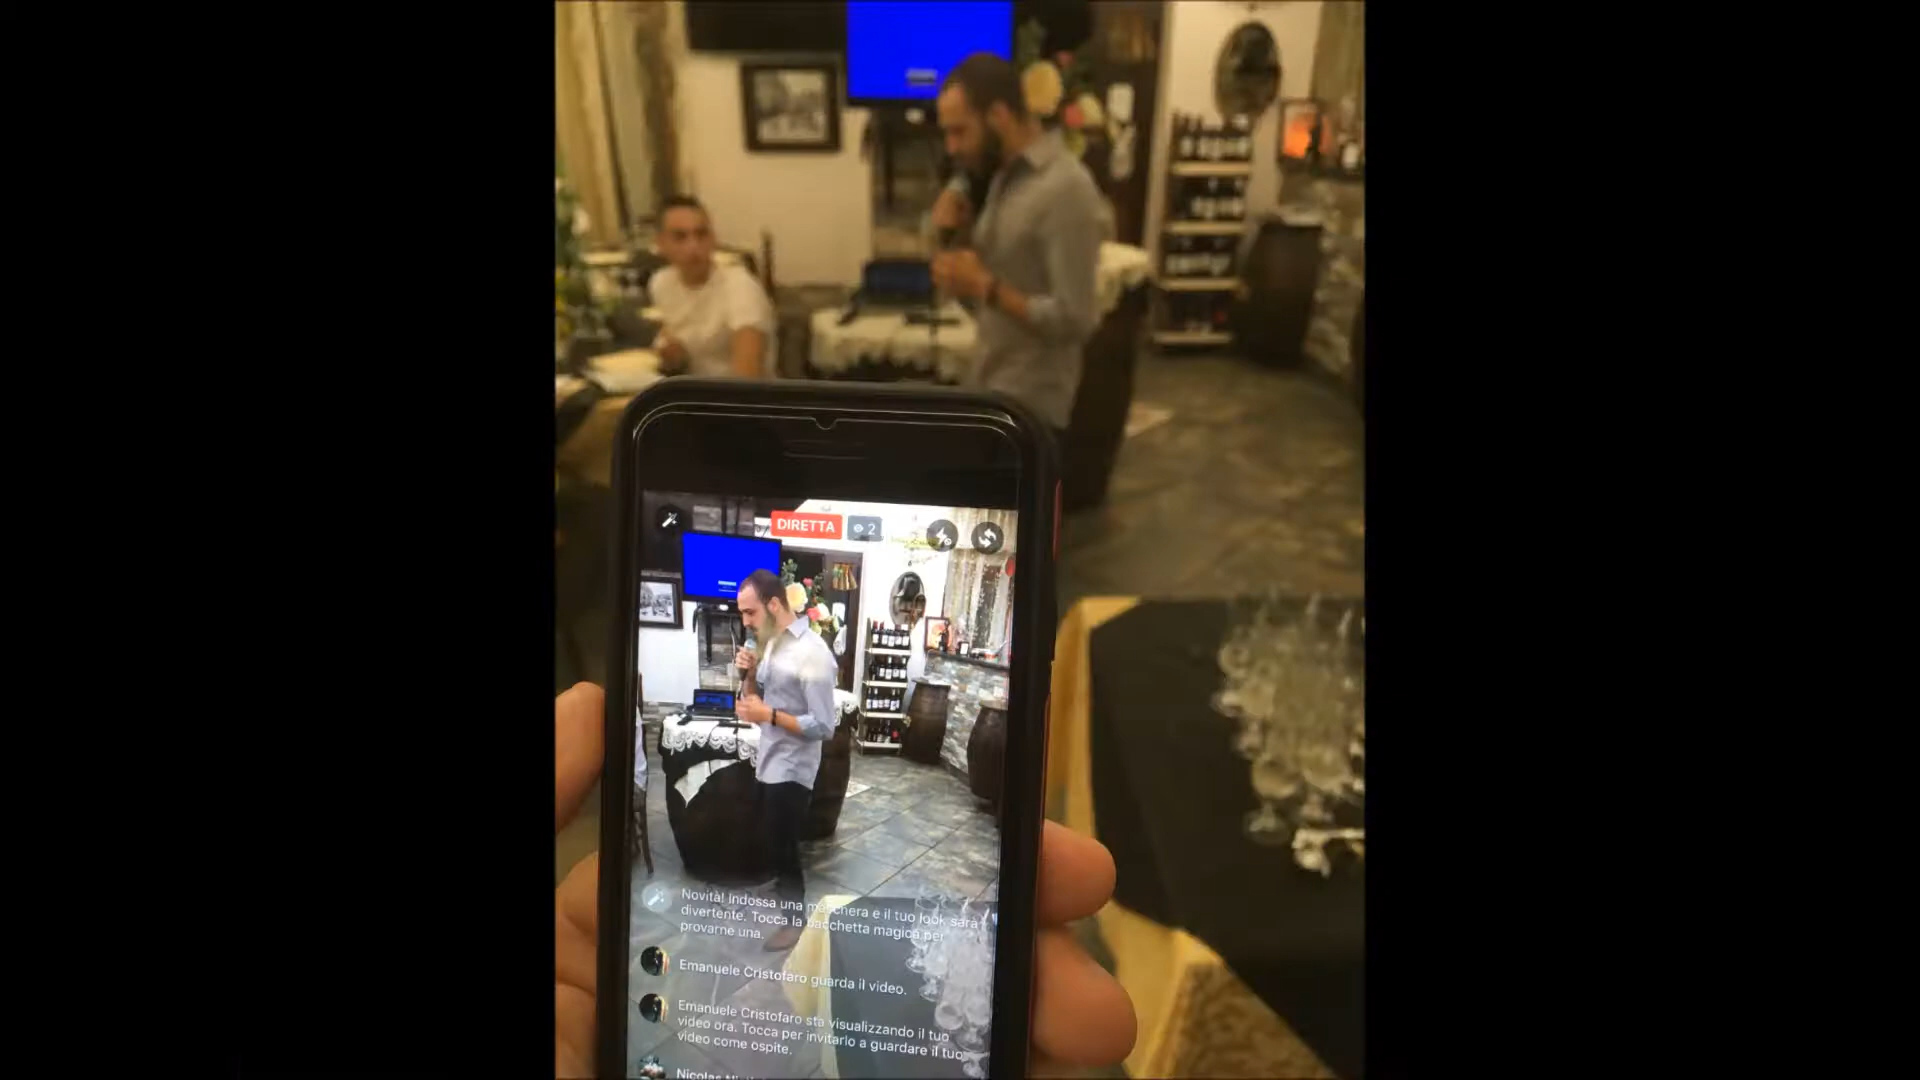 DIRETTA
2
Novità! Indossa una maschera e il tuo look sarà
divertente. Tocca la bacchetta magica per
provarne una.
Emanuele Cristofaro guarda il video.
Emanuele Cristofaro sta visualizzando il tuo
video ora. Tocca per invitarlo a guardare il tuo
video come ospite.
Nicolas